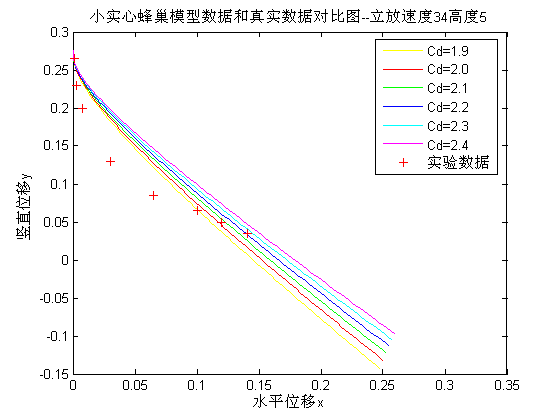 小实心蜂巢模型数据和真实数据对比图--立放速度34高度5
0.3
0.25
0.2
0.15
0.1
0.05
0
-0.05
-0.1
-0.15
竖直位移y
Cd=1.9
Cd=2.0
Cd=2.1
Cd=2.2
Cd=2.3
Cd=2.4
实验数据
0 0.05 0.1 0.15 0.2 0.25 0.3 0.35
水平位移x